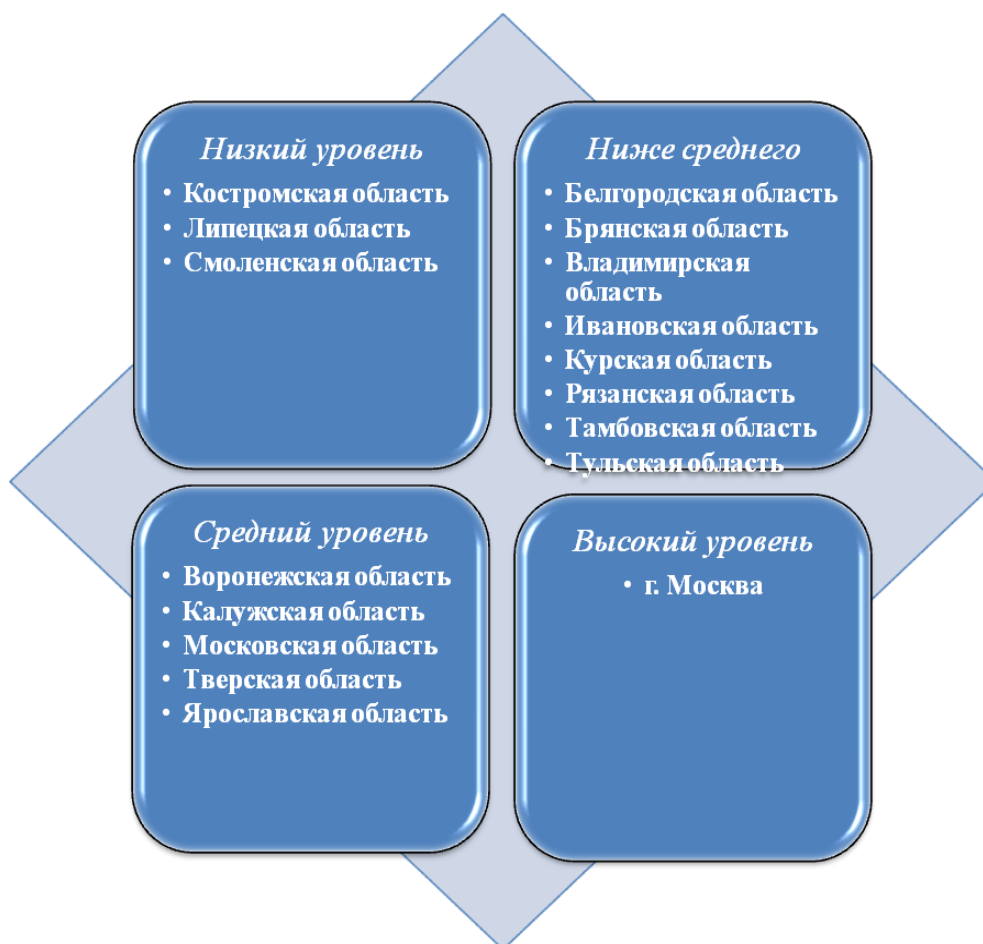 Низкий уровень
• Костромская область
• Липецкая область
• Смоленская область
Ниже среднего
• Белгородская область
• Брянская область
• Владимирская
область
• Ивановская область
• Курская область
• Рязанская область
• Тамбовская область
• Тульская область
Средний уровень
• Воронежская область
• Калужская область
• Московская область
• Тверская область
• Ярославская область
Высокий уровень
• г. Москва